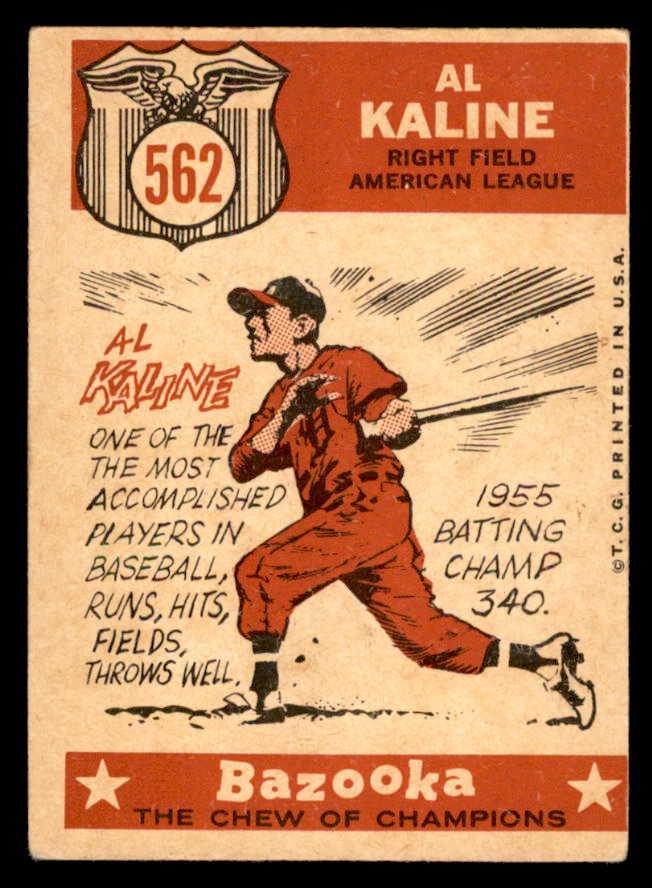 562
AL
KALINE
RIGHT FIELD
AMERICAN LEAGUE
AL
KALINE
ONE OF THE
THE MOST
ACCOMPLISHED
PLAYERS IN
BASEBALL,
RUNS, HITS,
FIELDS,
THROWS WELL.
1955
BATTING
CHAMP
340.
©T.C.G. PRINTED IN U.S.A.
Bazooka
THE CHEW OF CHAMPIONS